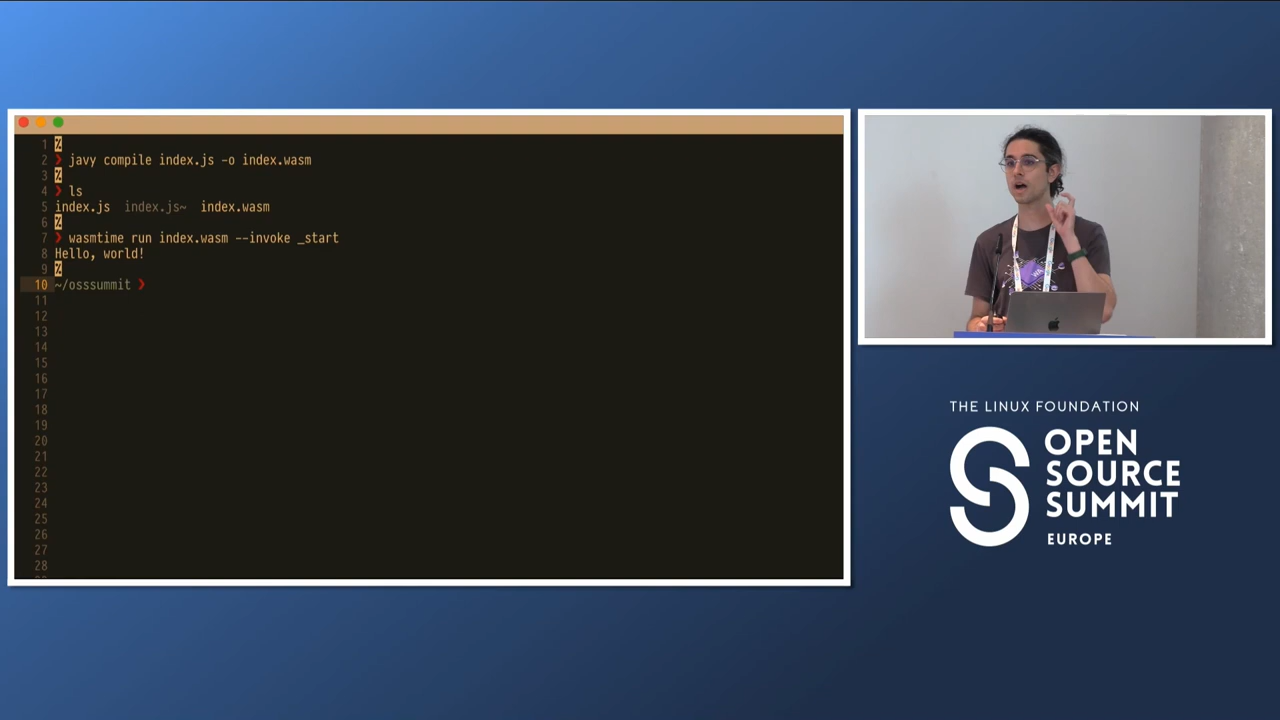 1 %
2 ❯ javy compile index.js -o index.wasm
3 %
4 ❯ ls
5 index.js index.js~ index.wasm
6 %
7 ❯ wasmtime run index.wasm --invoke _start
8 Hello, world!
9 %
10 ~/osssummit ❯
11
12
13
14
15
16
17
18
19
20
21
22
23
24
25
26
27
28
THE LINUX FOUNDATION
OPEN
SOURCE
SUMMIT
EUROPE